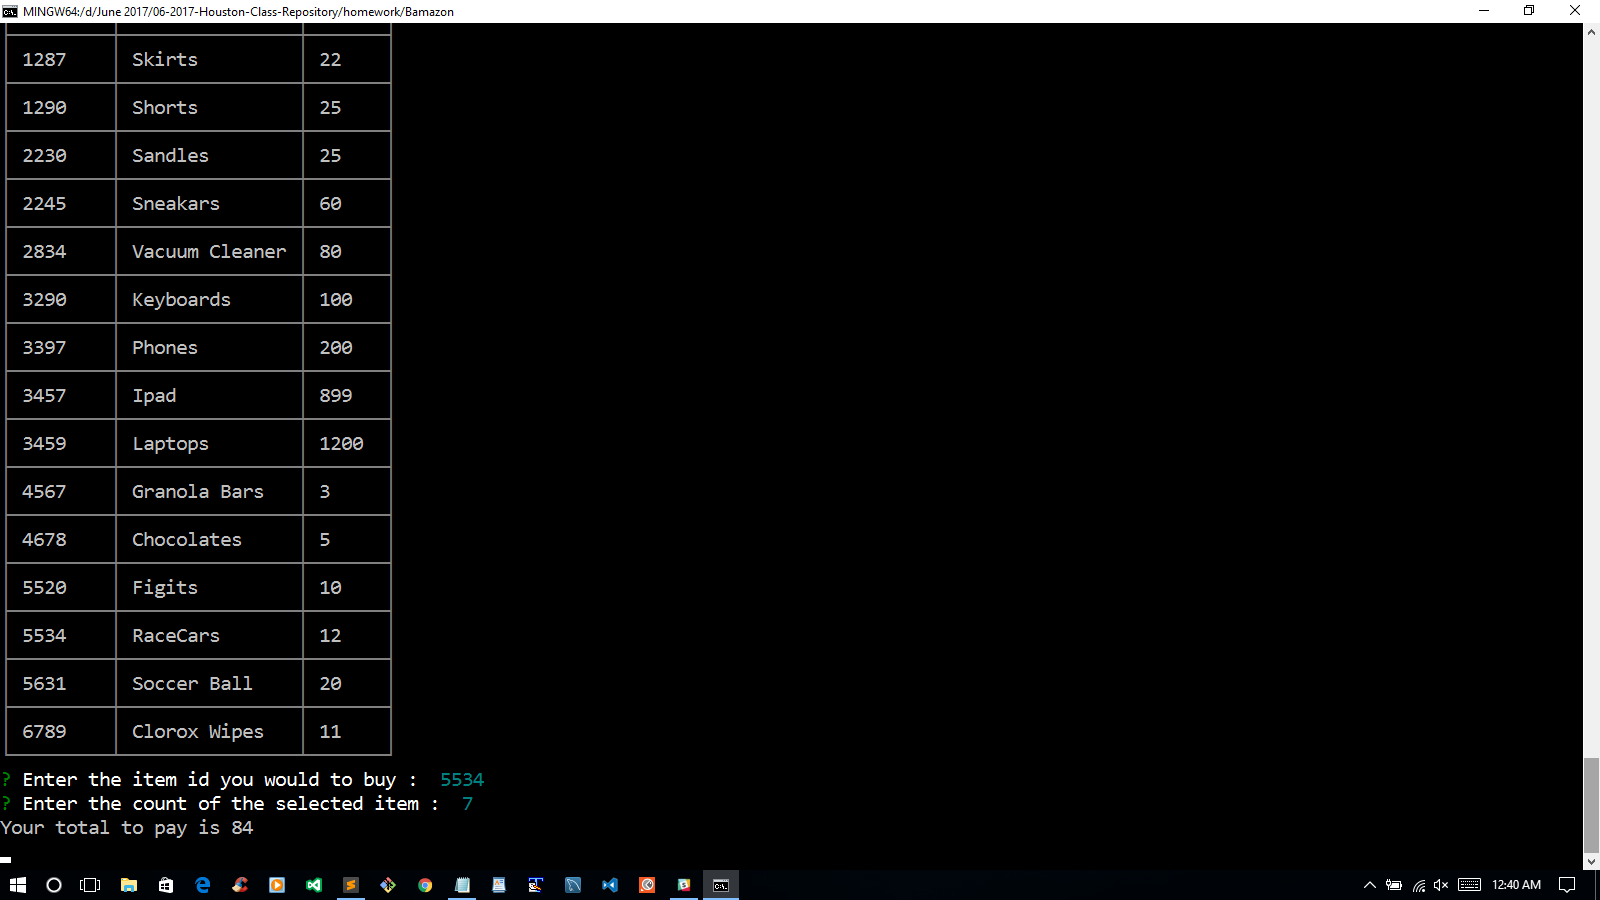 MINGW64:/d/June 2017/06-2017-Houston-Class-Repository/homework/Bamazon
1287 Skirts 22
1290 Shorts 25
2230 Sandles 25
2245 Sneakars 60
2834 Vacuum Cleaner 80
3290 Keyboards 100
3397 Phones 200
3457 Ipad 899
3459 Laptops 1200
4567 Granola Bars 3
4678 Chocolates 5
5520 Figits 10
5534 RaceCars 12
5631 Soccer Ball 20
6789 Clorox Wipes 11
? Enter the item id you would to buy : 5534
? Enter the count of the selected item : 7
Your total to pay is 84
12:40 AM